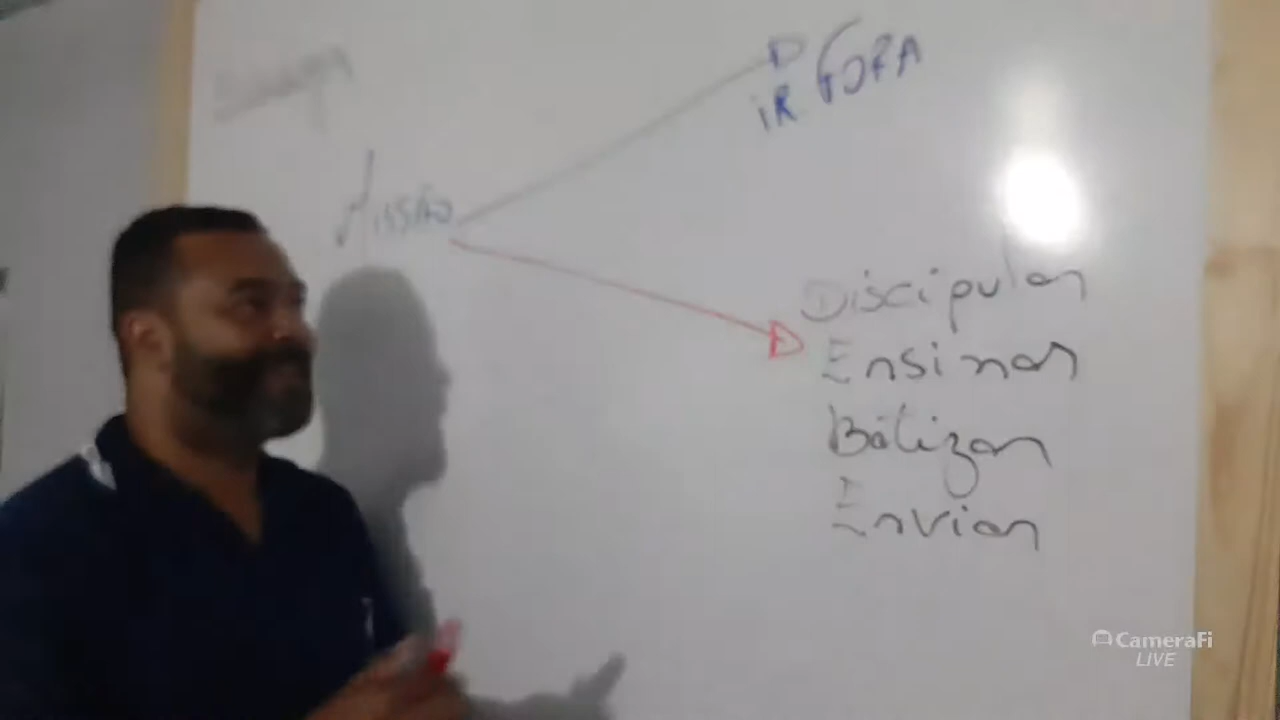 iR FORA
Missão
Discipular
Ensinar
Batizar
Enviar
CameraFi
LIVE